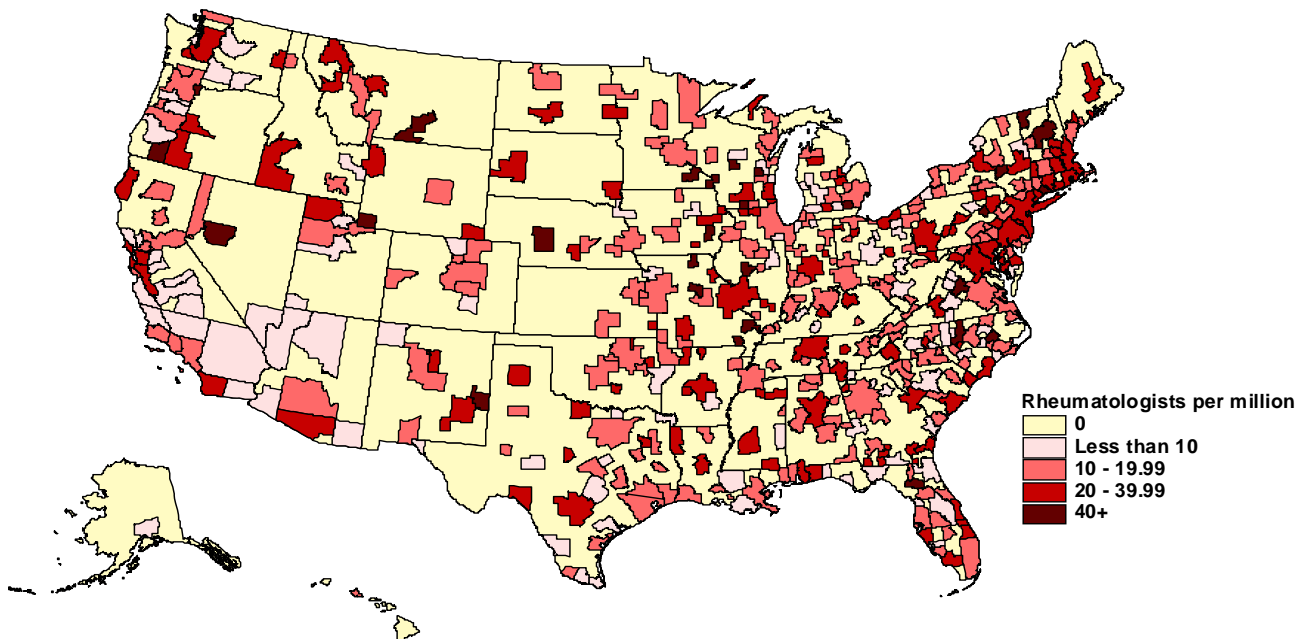 Rheumatologists per million
0
Less than 10
10 - 19.99
20 - 39.99
40+